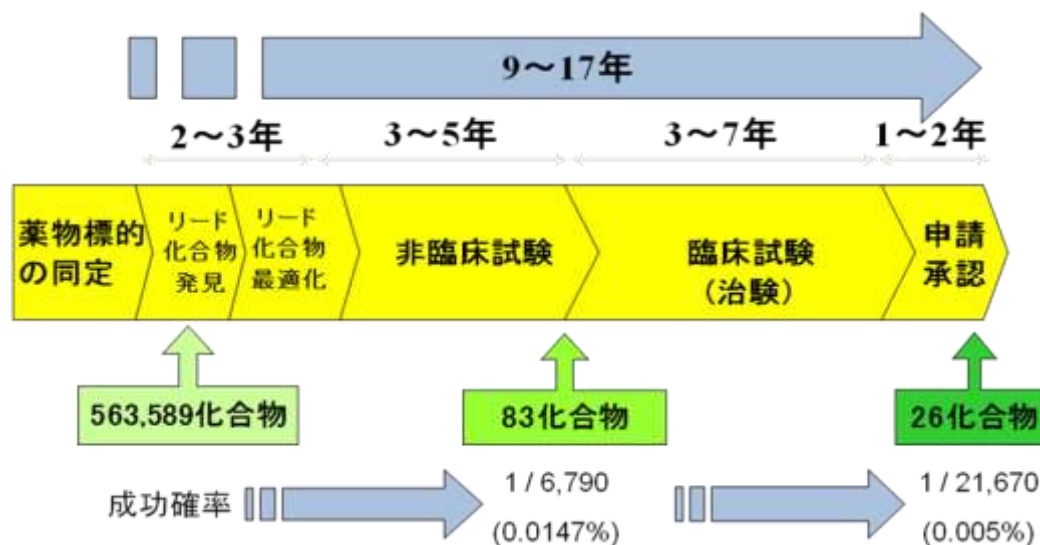 9～17年
2～3年
3～5年
3～7年
1～2年
薬物標的
の同定
リード
化合物
発見
リード
化合物
最適化
非臨床試験
臨床試験
（治験）
申請
承認
563,589化合物
83化合物
26化合物
成功確率
1 / 6,790
(0.0147%)
1 / 21,670
(0.005%)